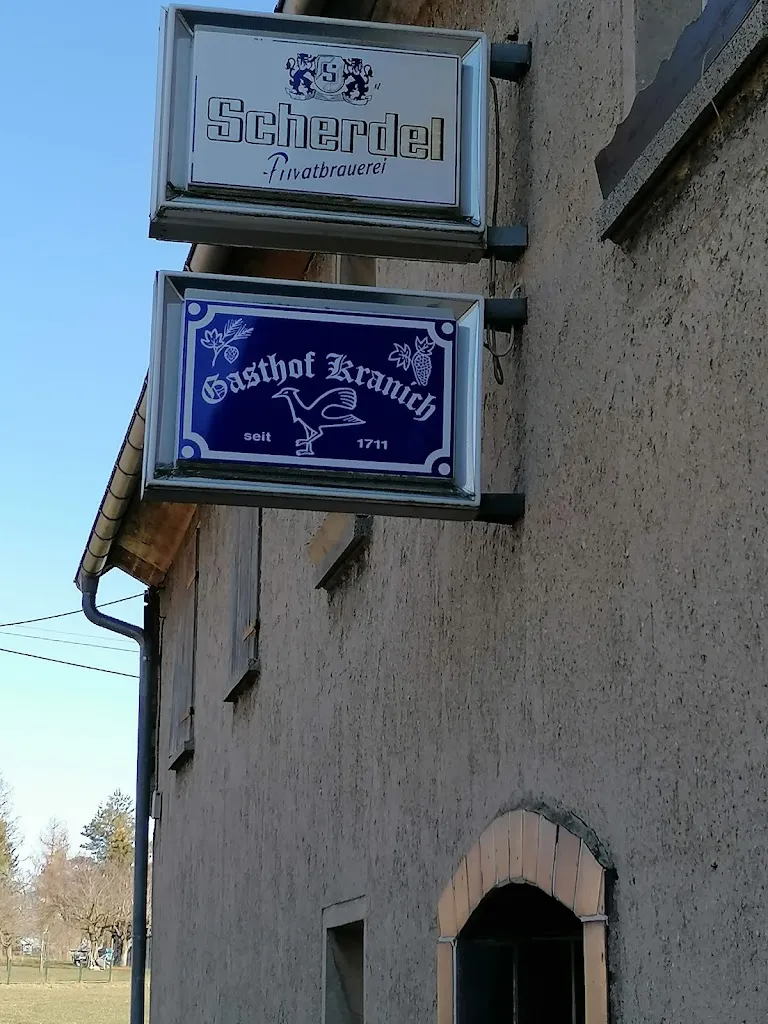 S
Scherdel
Privatbrauerei
Gasthof Kranich
seit 1711